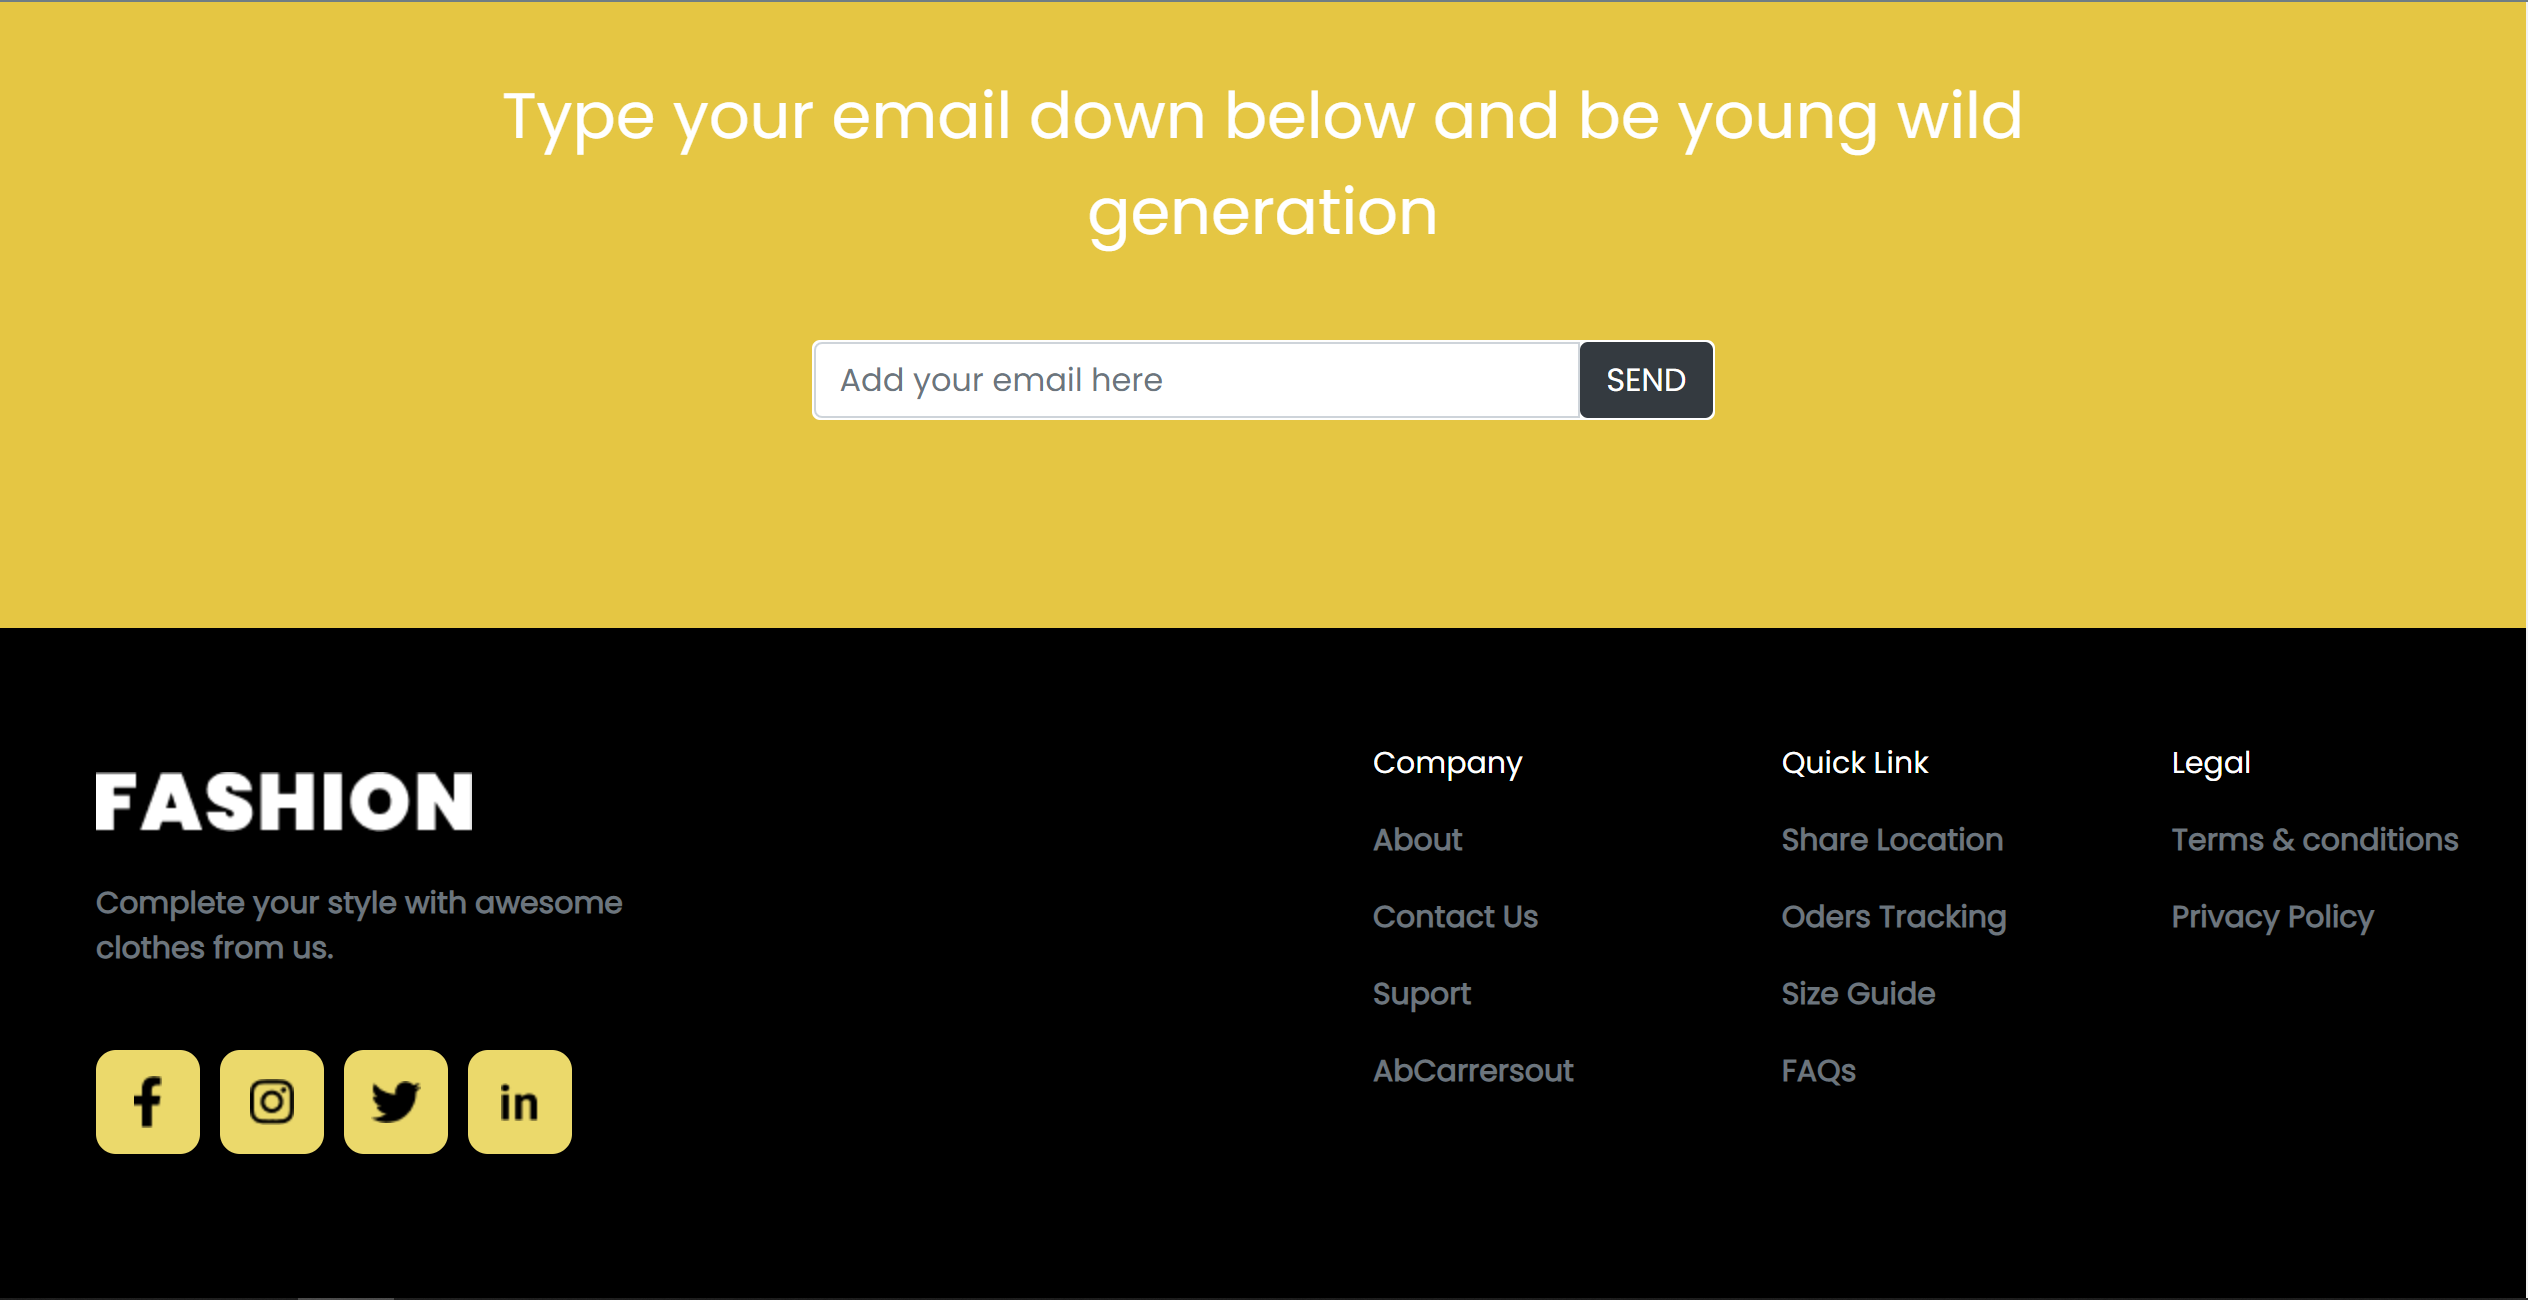 Type your email down below and be young wild
generation
Add your email here
SEND
FASHION
Complete your style with awesome
clothes from us.
Company
About
Contact Us
Suport
AbCarrersout
Quick Link
Share Location
Oders Tracking
Size Guide
FAQs
Legal
Terms & conditions
Privacy Policy